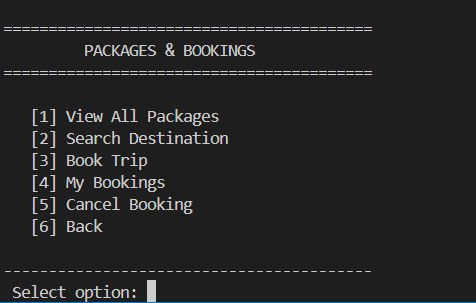 =========================================
PACKAGES & BOOKINGS
=========================================
[1] View All Packages
[2] Search Destination
[3] Book Trip
[4] My Bookings
[5] Cancel Booking
[6] Back
-----------------------------------------
Select option: